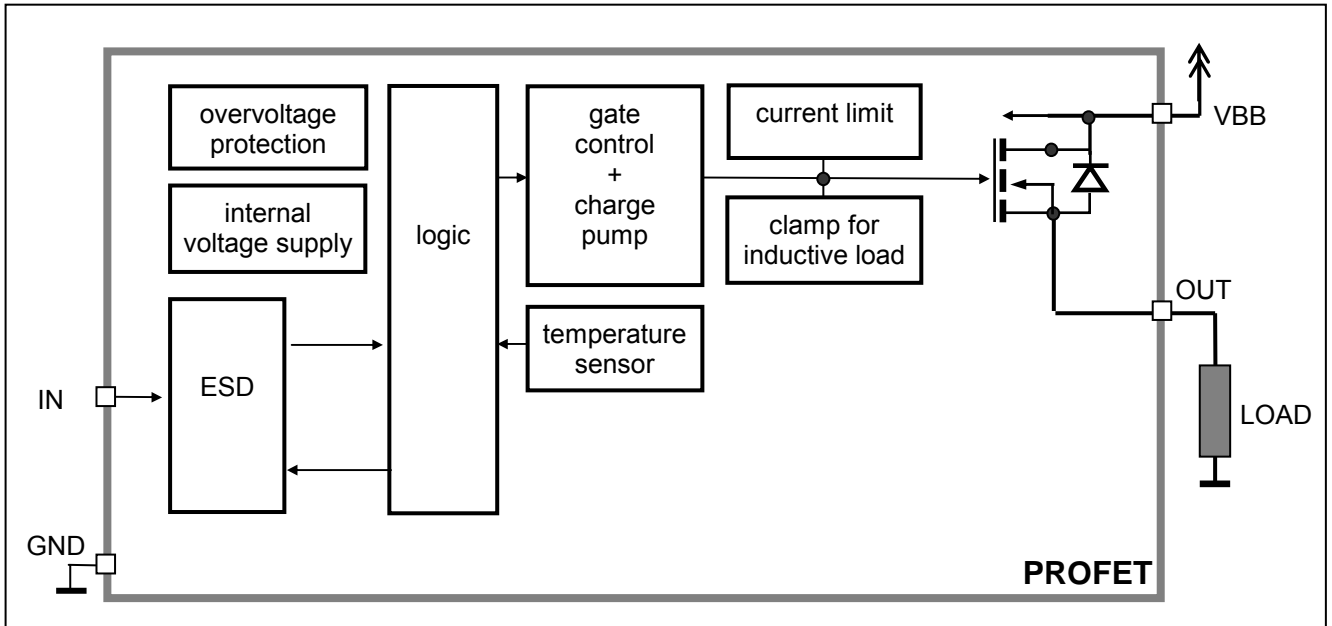 overvoltage
protection
internal
voltage supply
ESD
logic
gate
control
+
charge
pump
temperature
sensor
current limit
clamp for
inductive load
VBB
OUT
LOAD
IN
GND
PROFET